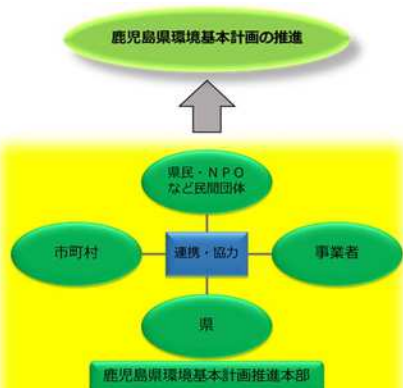 鹿児島県環境基本計画の推進
県民・ＮＰＯ
など民間団体
市町村
連携・協力
事業者
県
鹿児島県環境基本計画推進本部